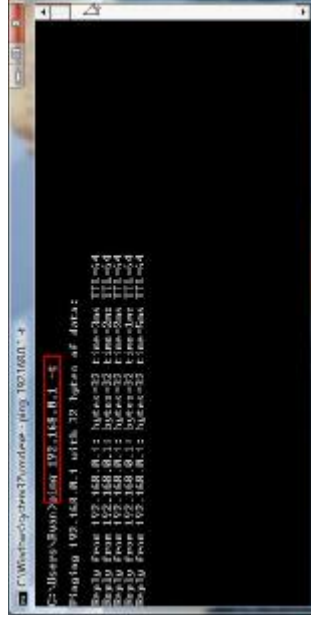 C:\Windows\system32\cmd.exe - ping 192.168.0.1 -t
C:\Users\Ryan>ping 192.168.0.1 -t
Pinging 192.168.0.1 with 32 bytes of data:
Reply from 192.168.0.1: bytes=32 time=3ms TTL=64
Reply from 192.168.0.1: bytes=32 time=2ms TTL=64
Reply from 192.168.0.1: bytes=32 time=2ms TTL=64
Reply from 192.168.0.1: bytes=32 time=1ms TTL=64
Reply from 192.168.0.1: bytes=32 time=5ms TTL=64